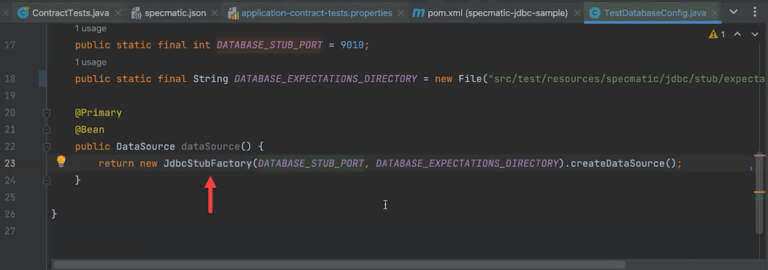 ContractTests.java specmatic.json application-contract-tests.properties pom.xml (specmatic-jdbc-sample) TestDatabaseConfig.java
1 usage
1
17 public static final int DATABASE_STUB_PORT = 9010;
1 usage
18 public static final String DATABASE_EXPECTATIONS_DIRECTORY = new File("src/test/resources/specmatic/jdbc/stub/expecta
19
20 @Primary
21 @Bean
22 public DataSource dataSource() {
23 return new JdbcStubFactory(DATABASE_STUB_PORT, DATABASE_EXPECTATIONS_DIRECTORY).createDataSource();
24 }
25
26 }
27